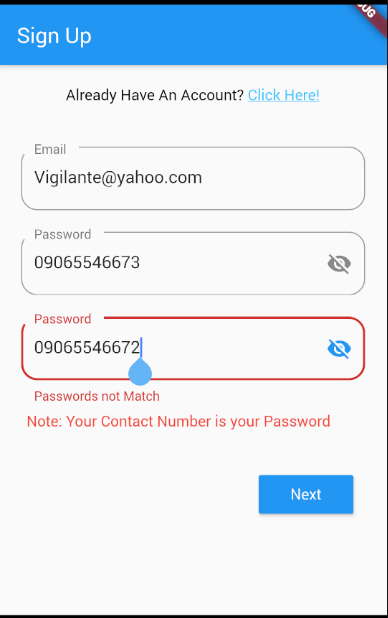 Sign Up
Already Have An Account? Click Here!
Email
Vigilante@yahoo.com
Password
09065546673
Password
09065546672
Passwords not Match
Note: Your Contact Number is your Password
Next